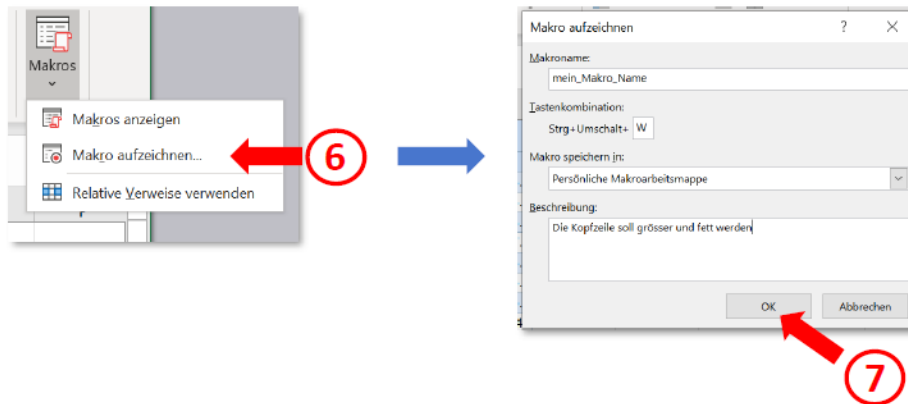 Makros
Makros anzeigen
Makro aufzeichnen...
Relative Verweise verwenden
6
Makro aufzeichnen
?
Makroname:
mein_Makro_Name
Tastenkombination:
Strg+Umschalt+ W
Makro speichern in:
Persönliche Makroarbeitsmappe
Beschreibung:
Die Kopfzeile soll grösser und fett werden
OK
Abbrechen
7